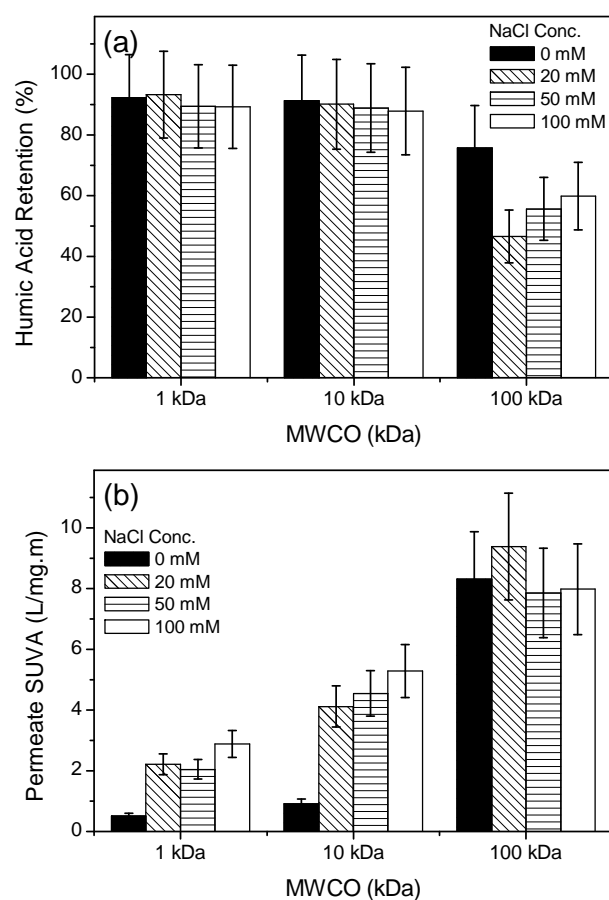 (a)
NaCl Conc.
0 mM
20 mM
50 mM
100 mM
Humic Acid Retention (%)
100
80
60
40
20
0
1 kDa 10 kDa 100 kDa
MWCO (kDa)
(b)
NaCl Conc.
0 mM
20 mM
50 mM
100 mM
Permeate SUVA (L/mg.m)
10
8
6
4
2
0
1 kDa 10 kDa 100 kDa
MWCO (kDa)